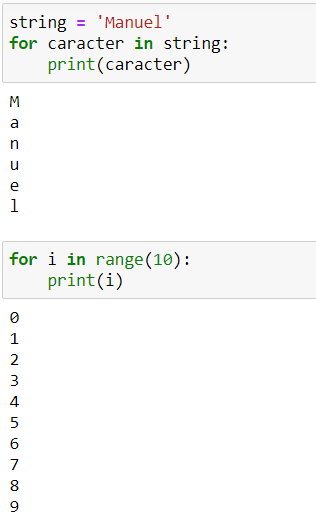 string = 'Manuel'
for caracter in string:
    print(caracter)
M
a
n
u
e
l
for i in range(10):
    print(i)
0
1
2
3
4
5
6
7
8
9